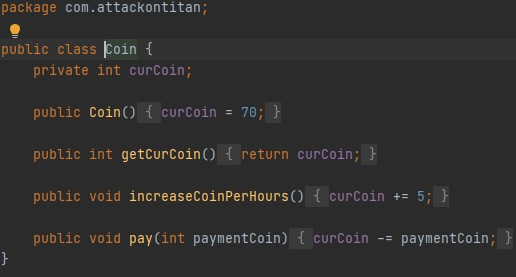 package com.attackontitan;
public class Coin {
private int curCoin;
public Coin() { curCoin = 70; }
public int getCurCoin() { return curCoin; }
public void increaseCoinPerHours() { curCoin += 5; }
public void pay(int paymentCoin) { curCoin -= paymentCoin; }
}